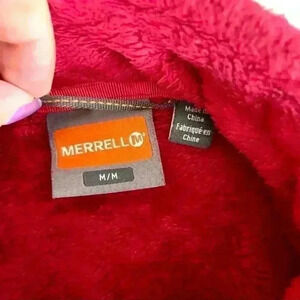 MERRELL M
M/M
Made in
China
Fabriqué en
Chine